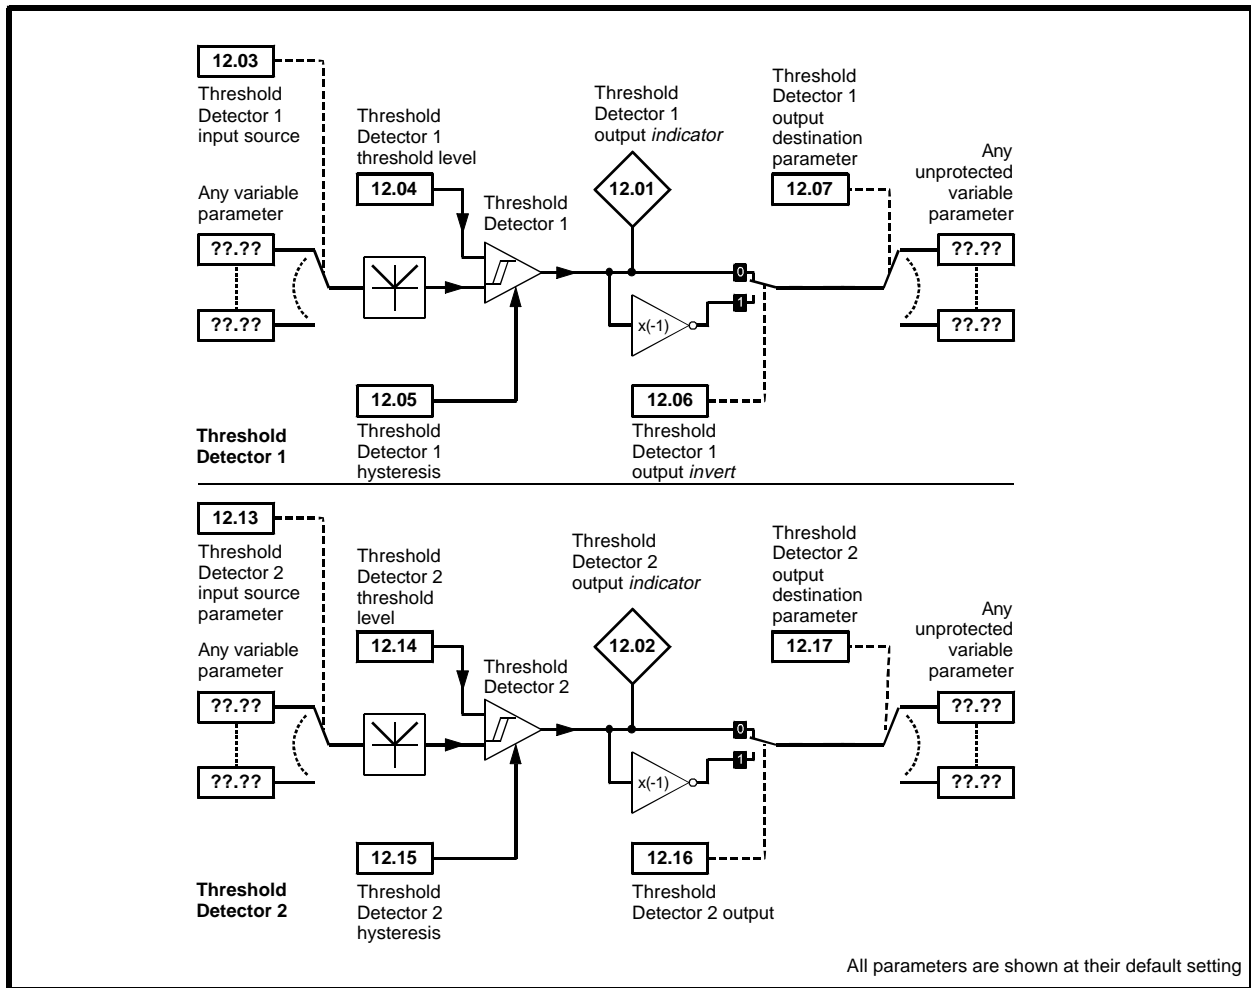 12.03
Threshold
Detector 1
input source
Any variable
parameter
??.??
??.??
Threshold
Detector 1
threshold level
12.04
Threshold
Detector 1
12.05
Threshold
Detector 1
hysteresis
Threshold
Detector 1
output indicator
12.01
0
1
x(-1)
12.06
Threshold
Detector 1
output invert
Threshold
Detector 1
output
destination
parameter
12.07
Any
unprotected
variable
parameter
??.??
??.??
Threshold
Detector 1
12.13
Threshold
Detector 2
input source
parameter
Any variable
parameter
??.??
??.??
Threshold
Detector 2
threshold
level
12.14
Threshold
Detector 2
12.15
Threshold
Detector 2
hysteresis
Threshold
Detector 2
output indicator
12.02
0
1
x(-1)
12.16
Threshold
Detector 2 output
Threshold
Detector 2
output
destination
parameter
12.17
Any
unprotected
variable
parameter
??.??
??.??
Threshold
Detector 2
All parameters are shown at their default setting